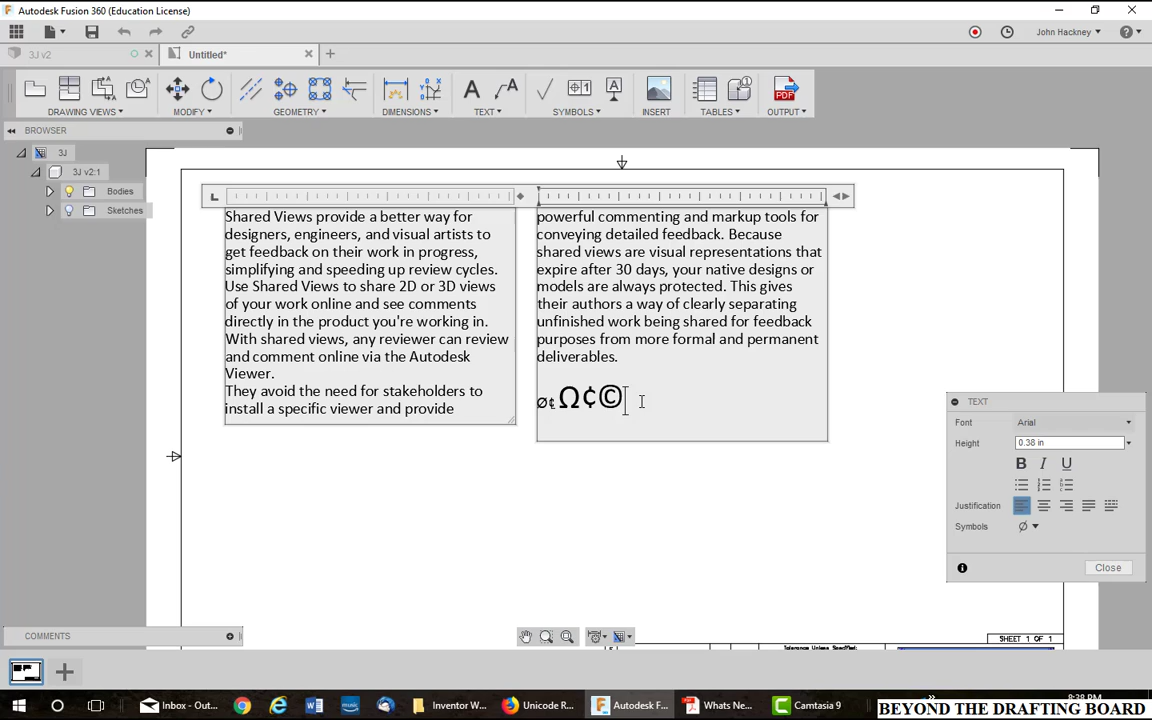 Autodesk Fusion 360 (Education License)
John Hackney
3J v2
Untitled*
DRAWING VIEWS
MODIFY
GEOMETRY
DIMENSIONS
TEXT
SYMBOLS
INSERT
TABLES
OUTPUT
BROWSER
3J
3J v2:1
Bodies
Sketches
Shared Views provide a better way for
designers, engineers, and visual artists to
get feedback on their work in progress,
simplifying and speeding up review cycles.
Use Shared Views to share 2D or 3D views
of your work online and see comments
directly in the product you're working in.
With shared views, any reviewer can review
and comment online via the Autodesk
Viewer.
They avoid the need for stakeholders to
install a specific viewer and provide
powerful commenting and markup tools for
conveying detailed feedback. Because
shared views are visual representations that
expire after 30 days, your native designs or
models are always protected. This gives
their authors a way of clearly separating
unfinished work being shared for feedback
purposes from more formal and permanent
deliverables.
Ø¢Ω¢©
TEXT
Font Arial
Height 0.38 in
B I U
Justification
Symbols Ø
Close
COMMENTS
SHEET 1 OF 1
Tolerance Unless Specified:
Inbox - Out...
Inventor W...
Unicode R...
Autodesk F...
Whats Ne...
Camtasia 9
8:38 PM
BEYOND THE DRAFTING BOARD